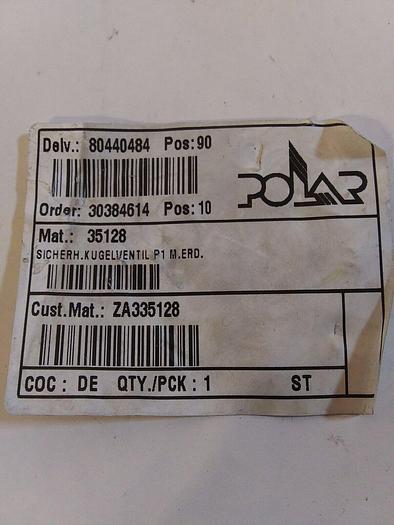 Delv.: 80440484 Pos:90
POLAR
Order: 30384614 Pos:10
Mat.: 35128
SICHERH.KUGELVENTIL P1 M.ERD.
Cust.Mat.: ZA335128
COC: DE QTY./PCK: 1 ST